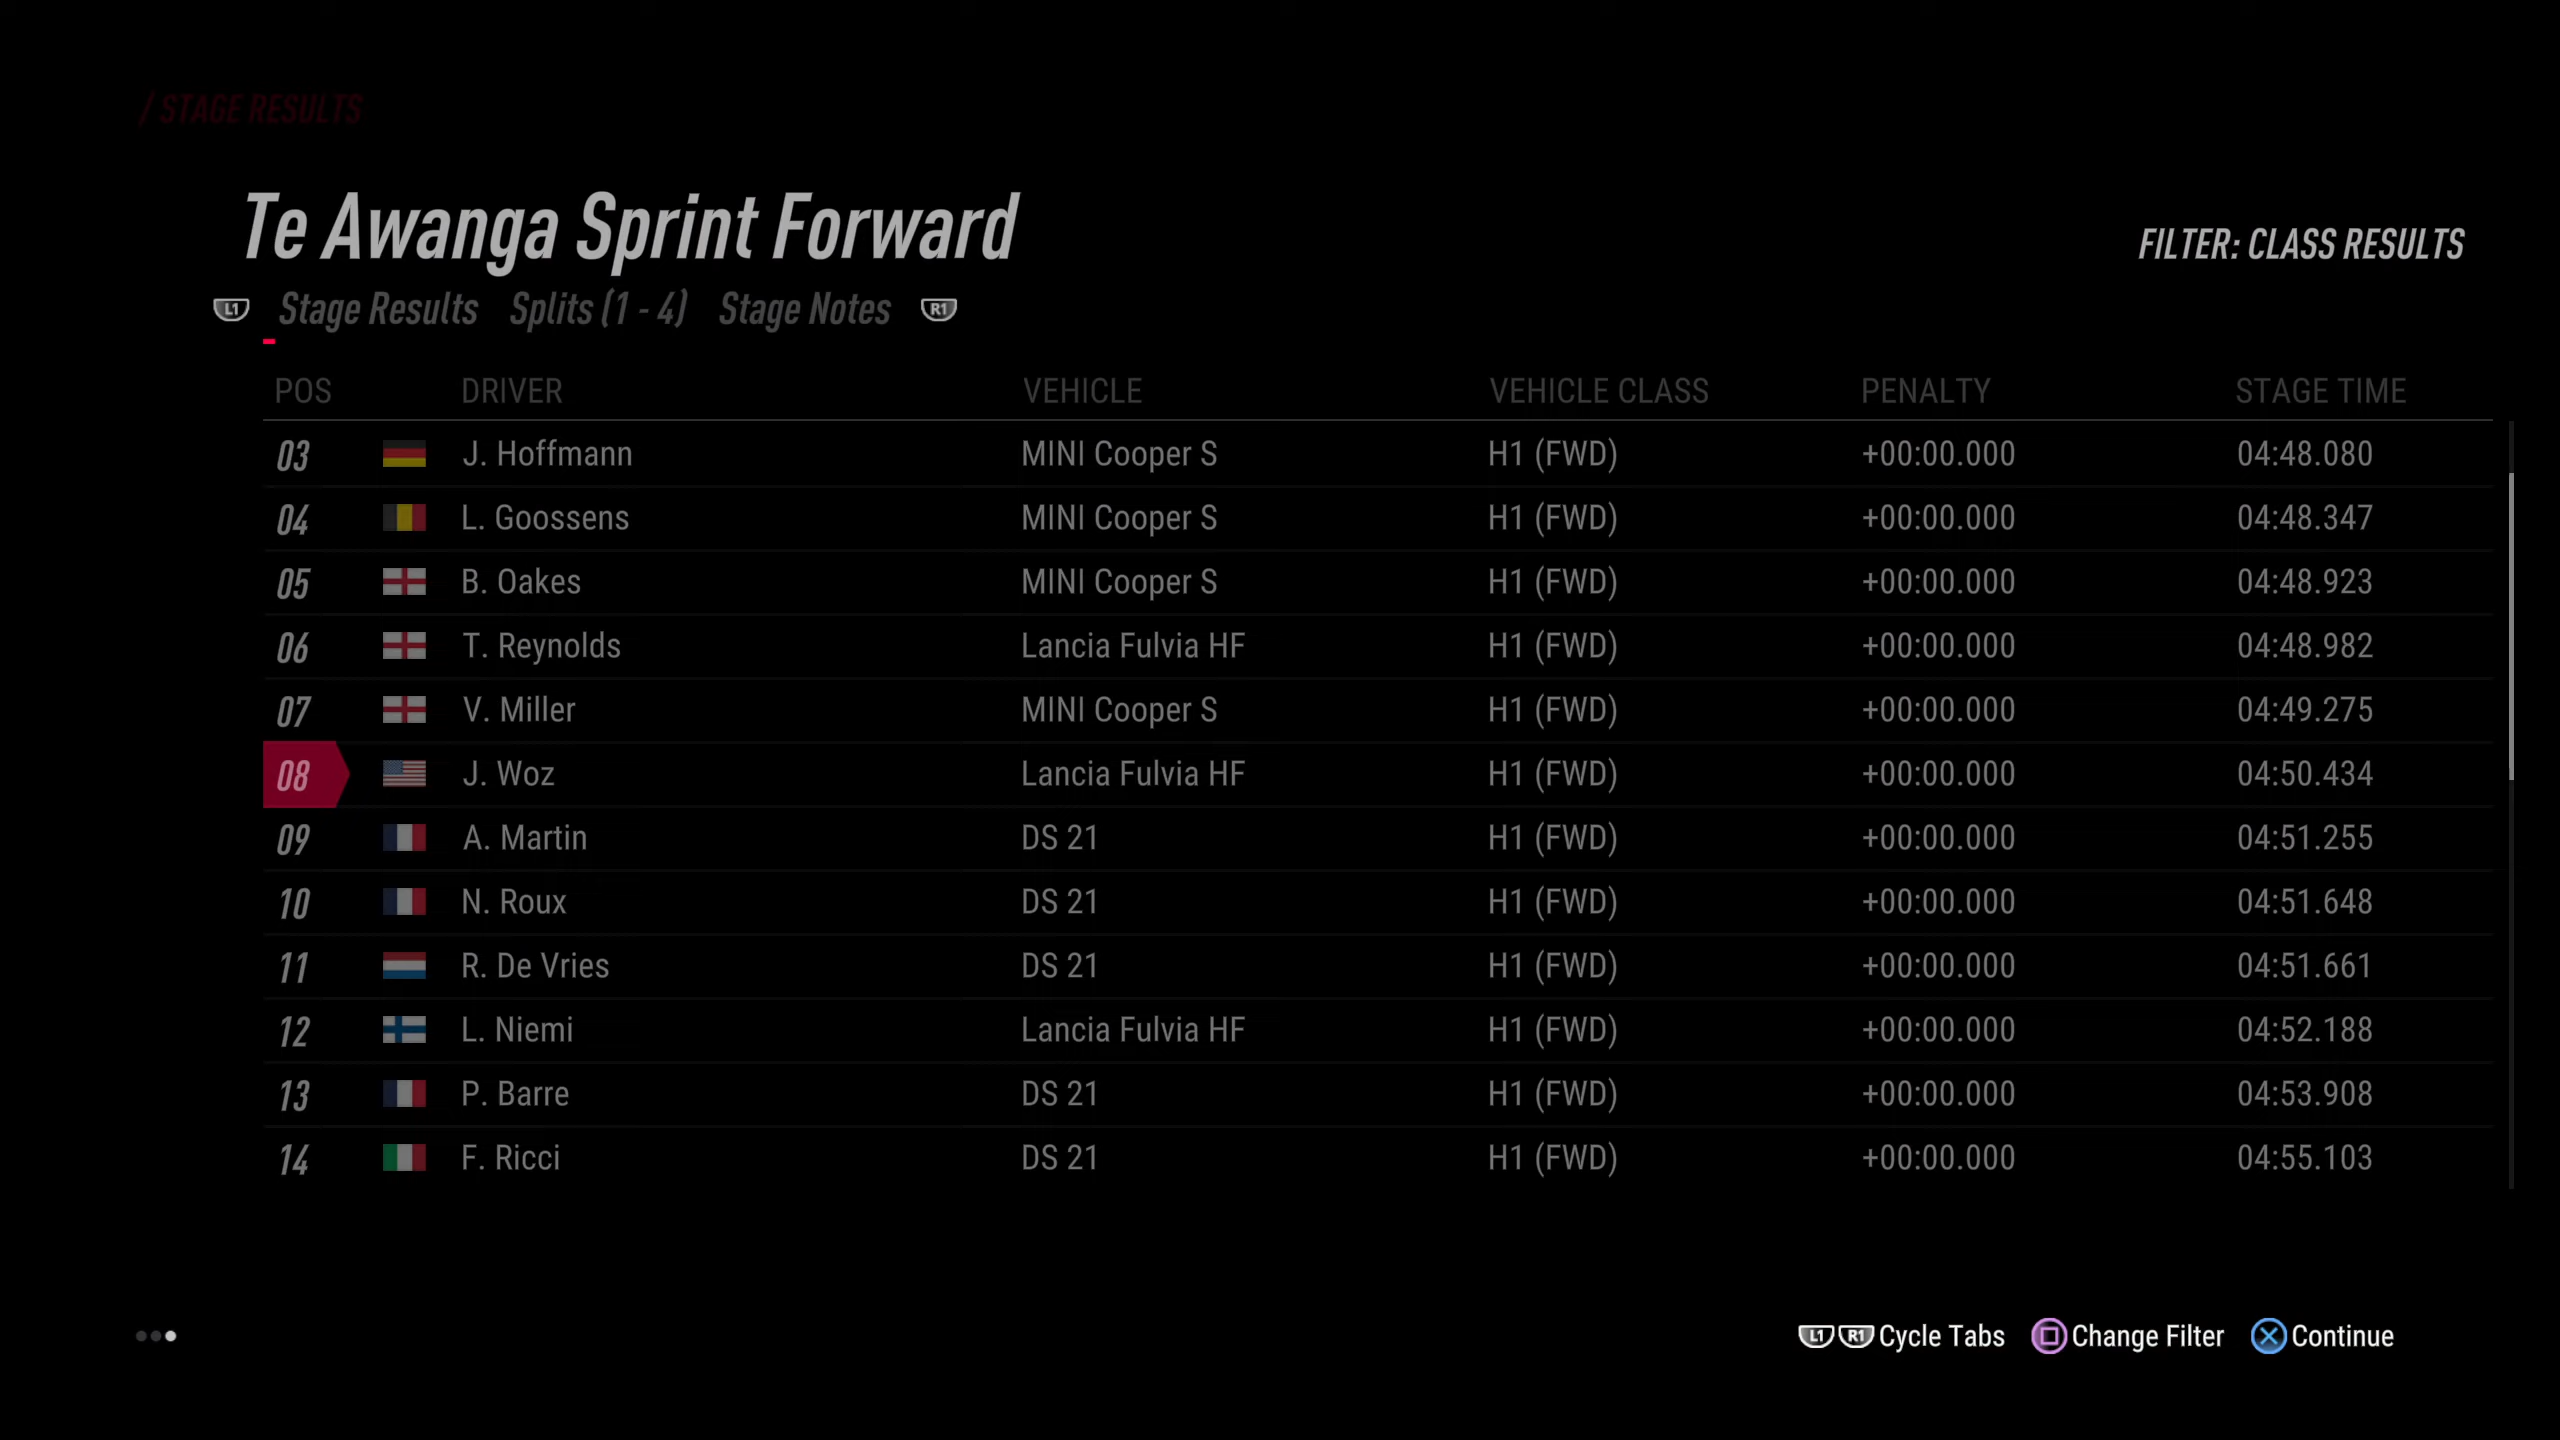 / STAGE RESULTS
Te Awanga Sprint Forward
FILTER: CLASS RESULTS
L1 Stage Results Splits (1 - 4) Stage Notes R1
POS DRIVER VEHICLE VEHICLE CLASS PENALTY STAGE TIME
03 J. Hoffmann MINI Cooper S H1 (FWD) +00:00.000 04:48.080
04 L. Goossens MINI Cooper S H1 (FWD) +00:00.000 04:48.347
05 B. Oakes MINI Cooper S H1 (FWD) +00:00.000 04:48.923
06 T. Reynolds Lancia Fulvia HF H1 (FWD) +00:00.000 04:48.982
07 V. Miller MINI Cooper S H1 (FWD) +00:00.000 04:49.275
08 J. Woz Lancia Fulvia HF H1 (FWD) +00:00.000 04:50.434
09 A. Martin DS 21 H1 (FWD) +00:00.000 04:51.255
10 N. Roux DS 21 H1 (FWD) +00:00.000 04:51.648
11 R. De Vries DS 21 H1 (FWD) +00:00.000 04:51.661
12 L. Niemi Lancia Fulvia HF H1 (FWD) +00:00.000 04:52.188
13 P. Barre DS 21 H1 (FWD) +00:00.000 04:53.908
14 F. Ricci DS 21 H1 (FWD) +00:00.000 04:55.103
L1 R1 Cycle Tabs Change Filter Continue